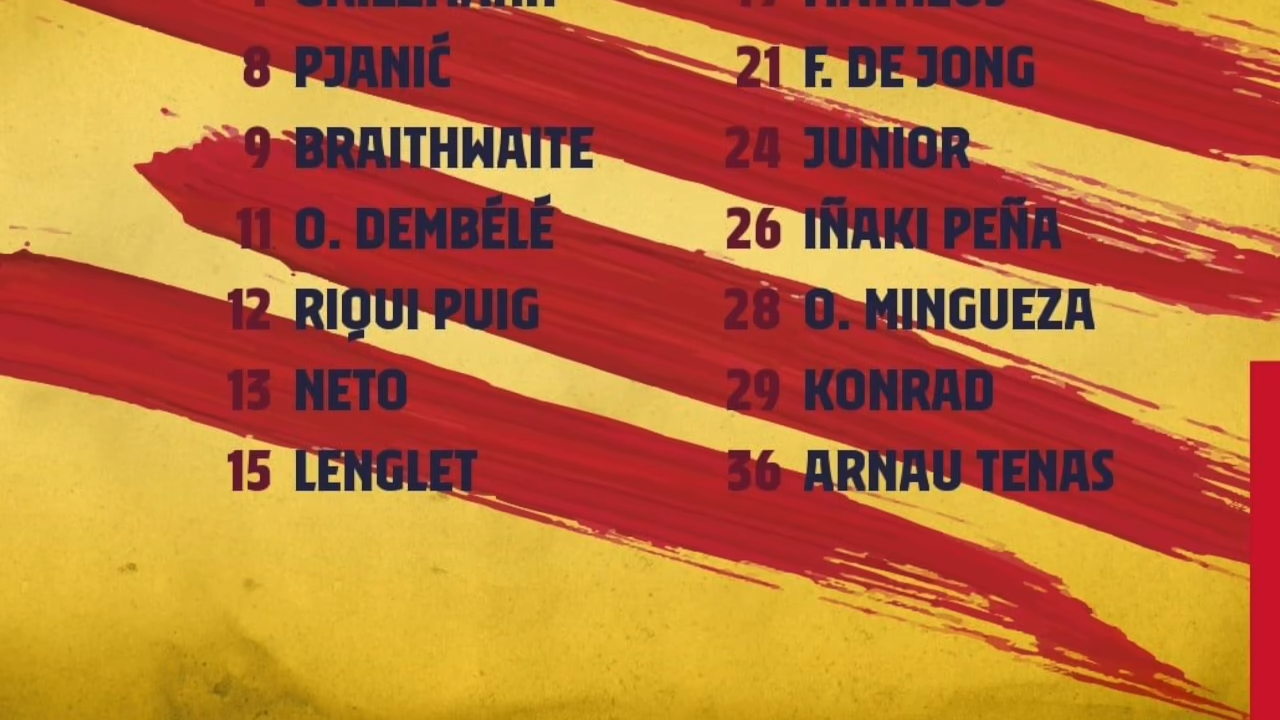 8 PJANIĆ
9 BRAITHWAITE
11 O. DEMBÉLÉ
12 RIQUI PUIG
13 NETO
15 LENGLET
21 F. DE JONG
24 JUNIOR
26 IÑAKI PEÑA
28 O. MINGUEZA
29 KONRAD
36 ARNAU TENAS